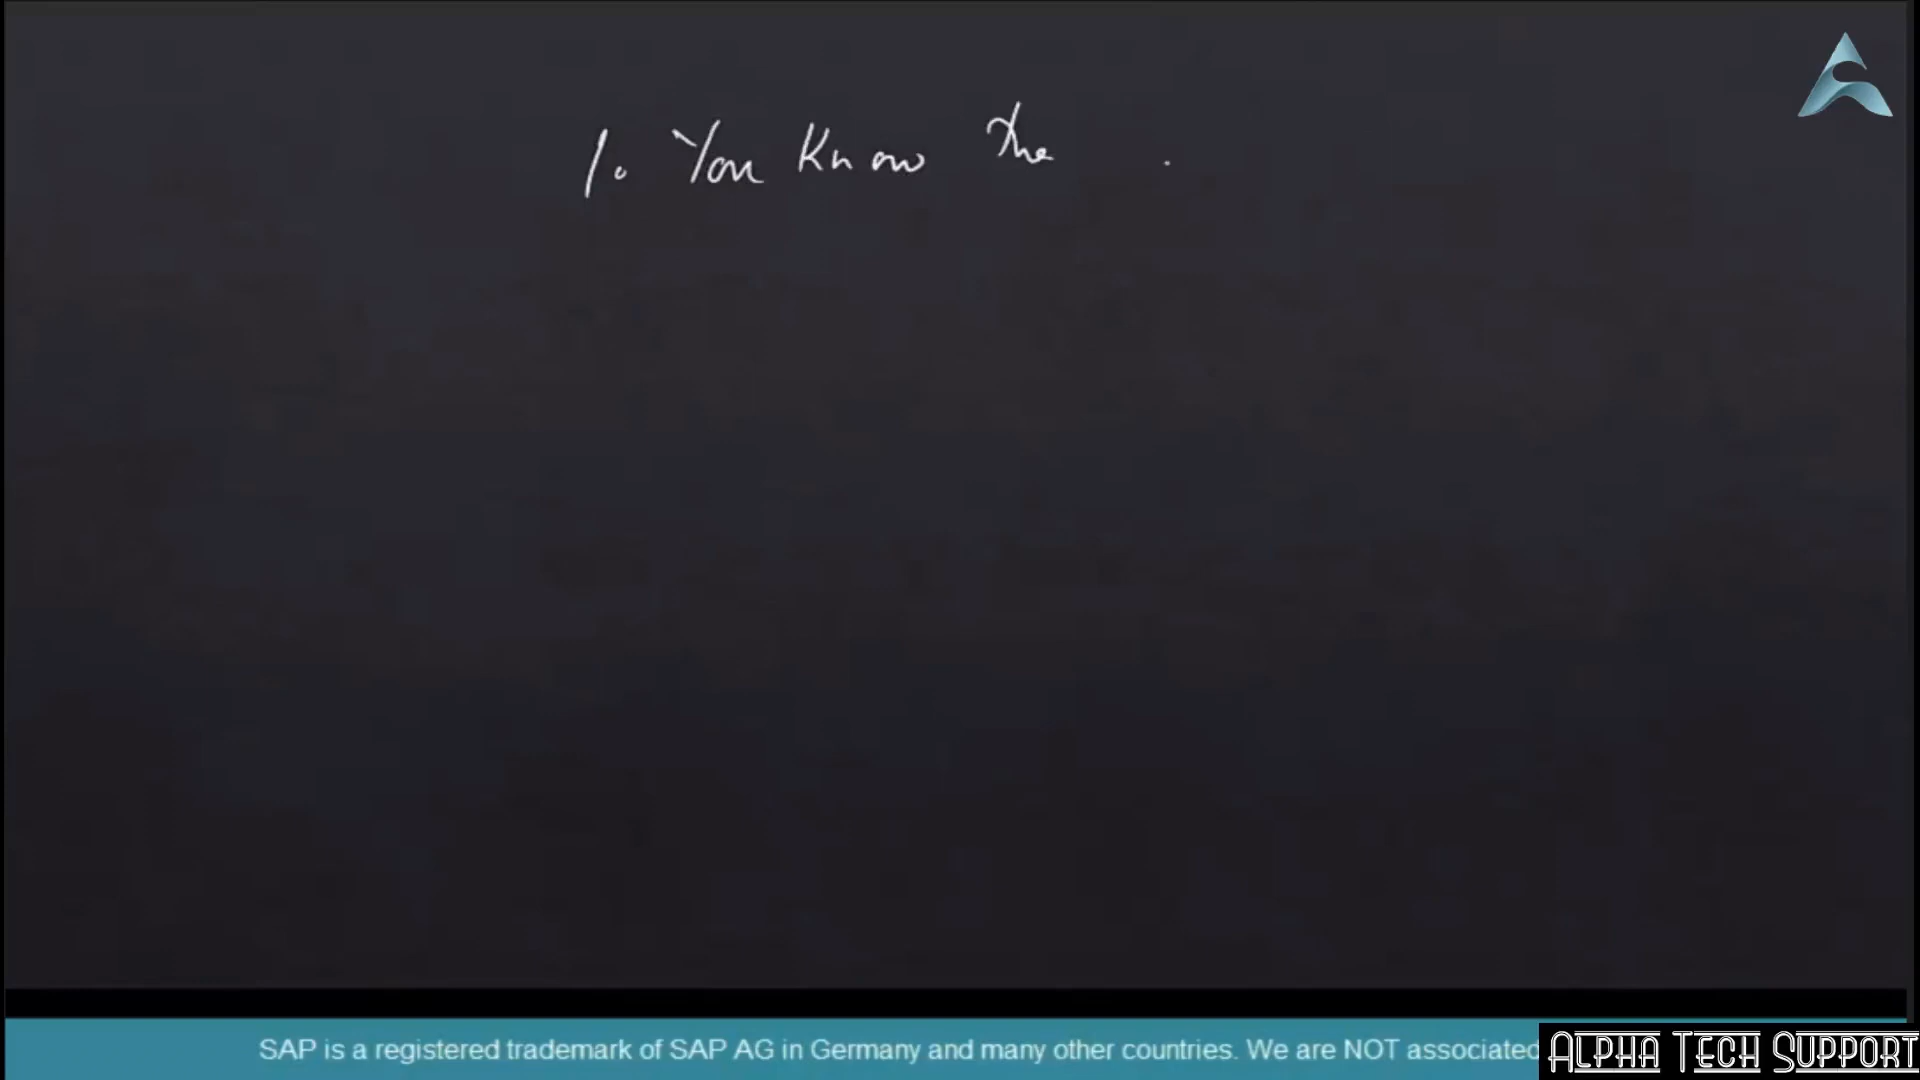 1. You Know the
SAP is a registered trademark of SAP AG in Germany and many other countries. We are NOT associated
ALPHA TECH SUPPORT